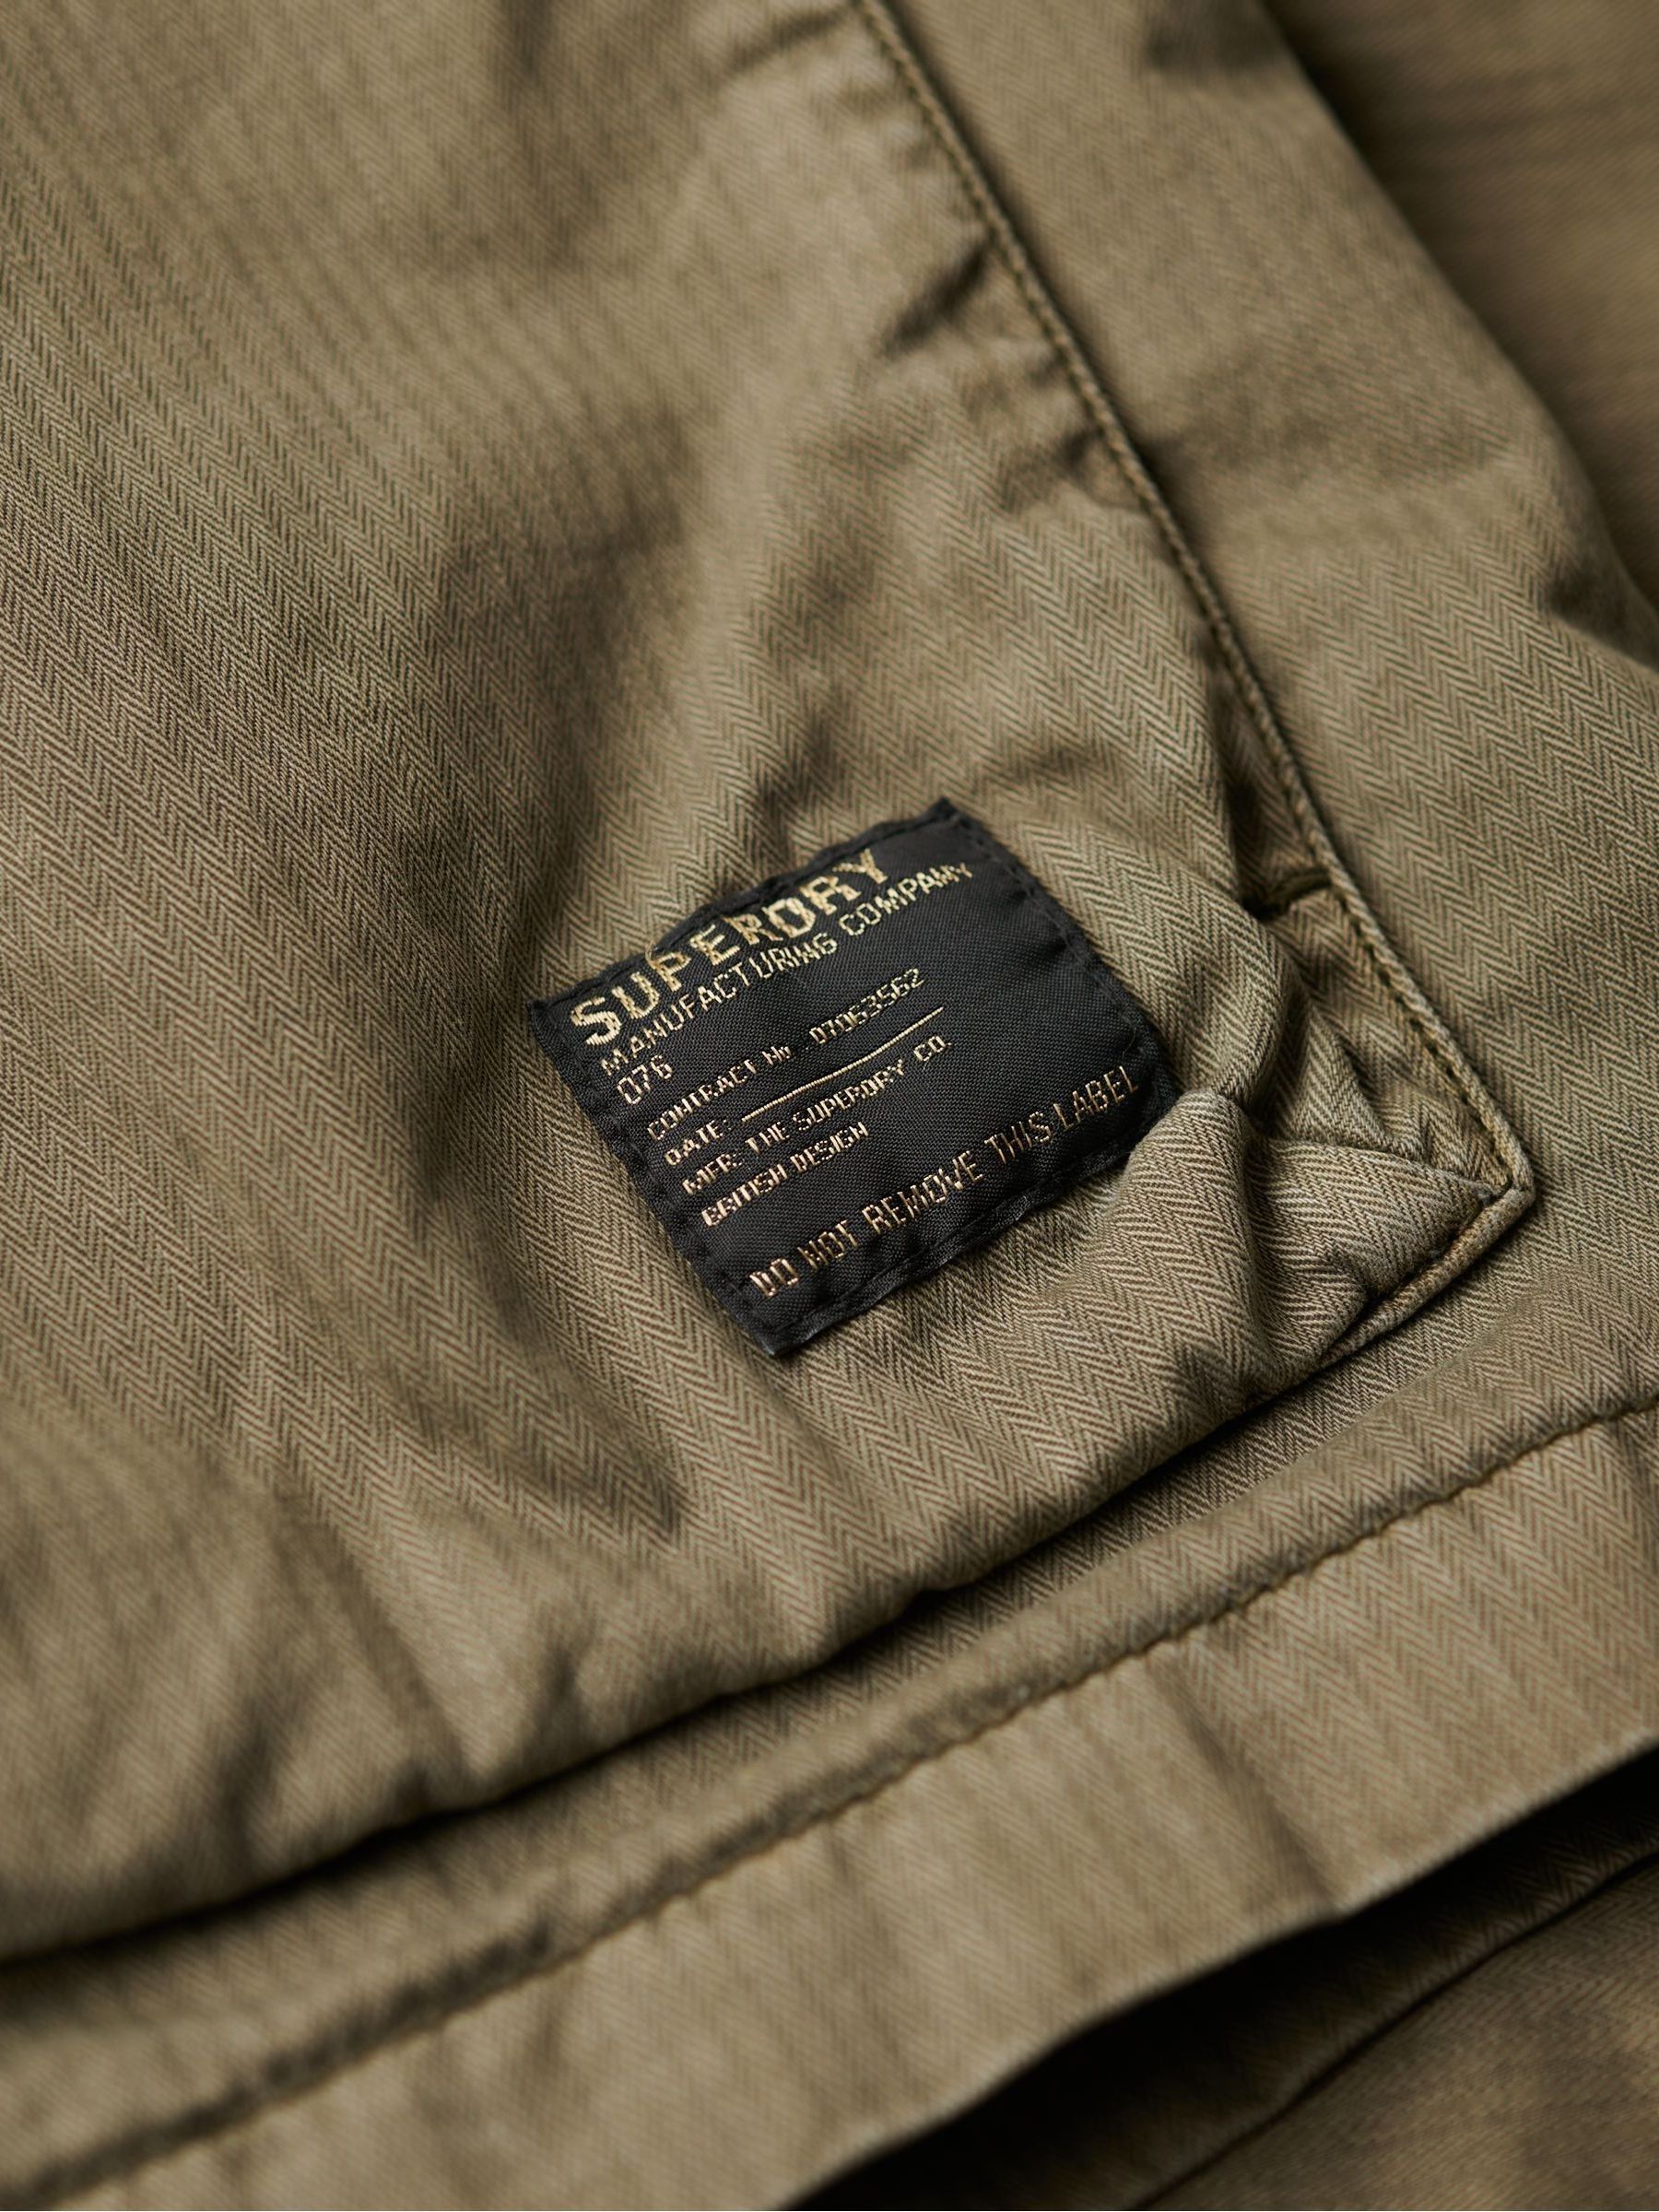 SUPERDRY
MANUFACTURING COMPANY
076
CONTRACT No . 07063562
DATE:
MFR: THE SUPERDRY CO.
BRITISH DESIGN
DO NOT REMOVE THIS LABEL